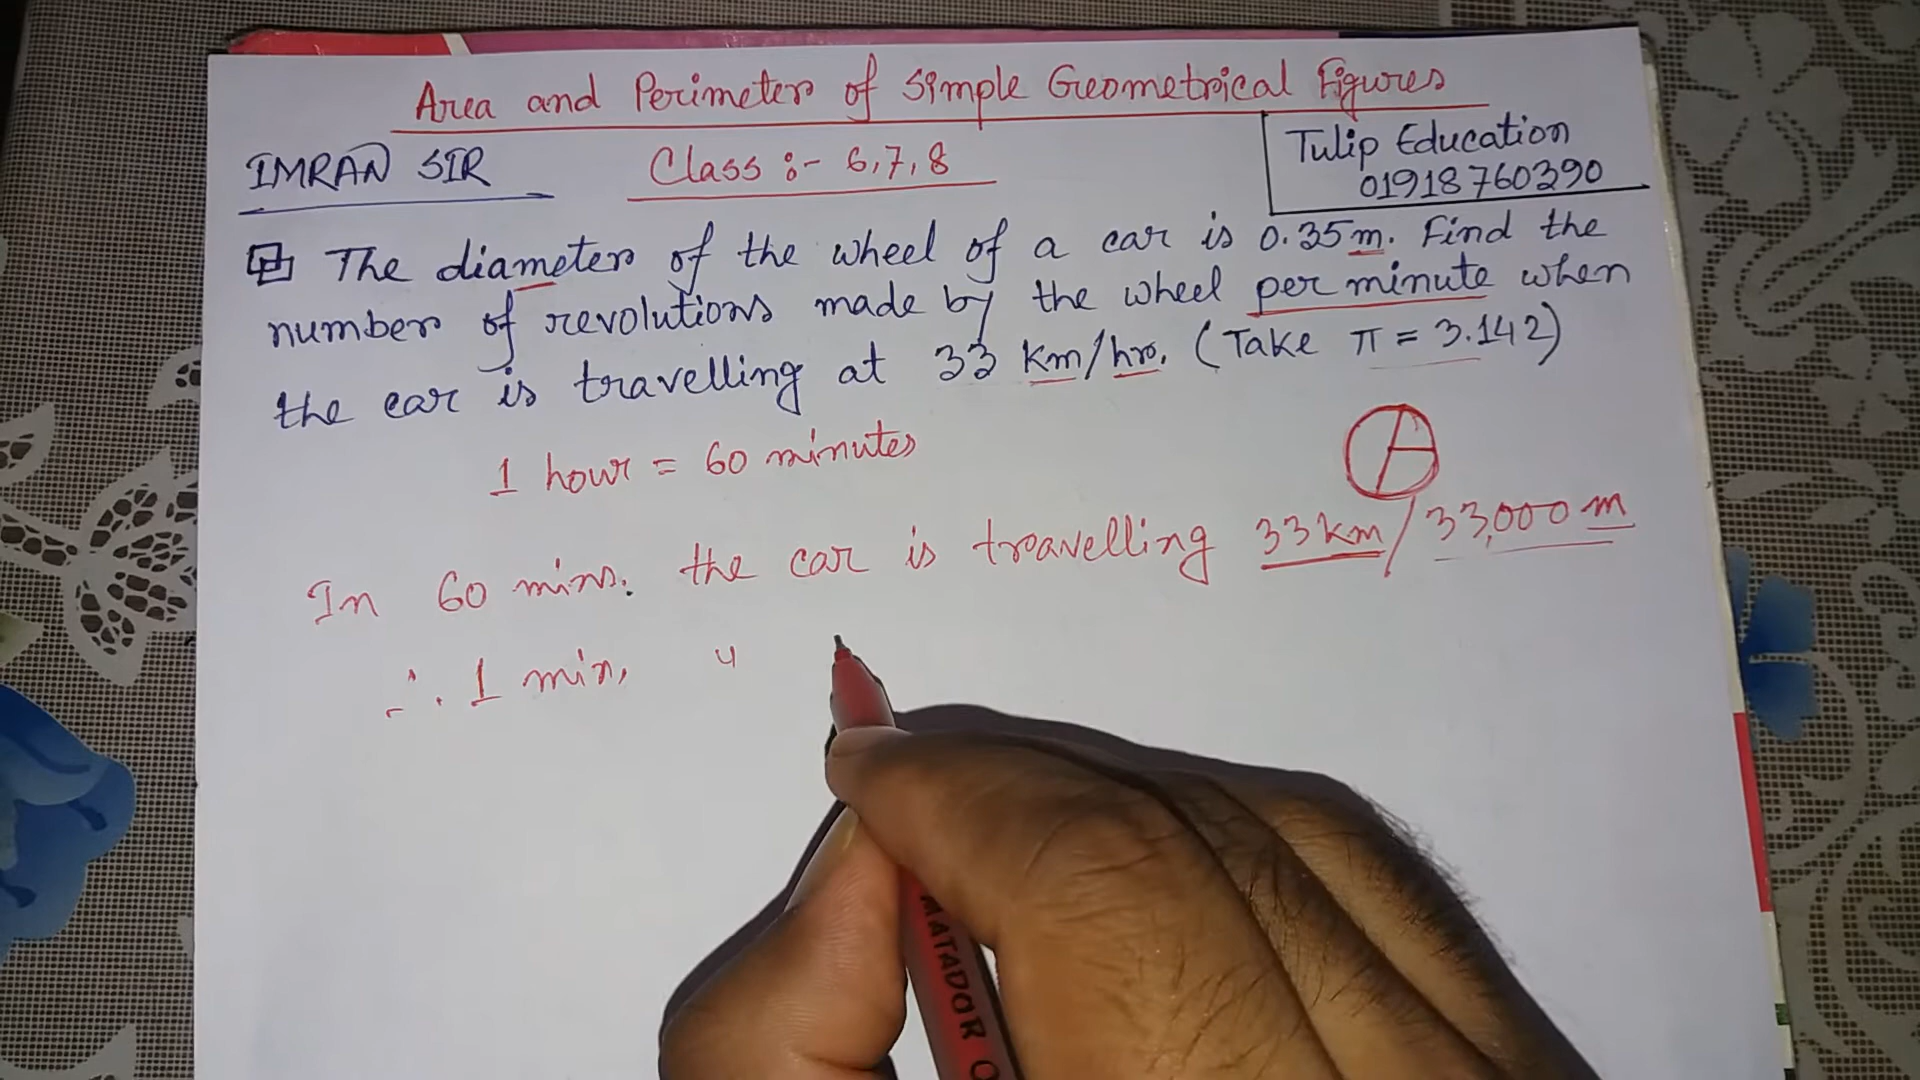 Area and Perimeter of Simple Geometrical Figures
IMRAN SIR
Class :- 6,7,8
Tulip Education
01918760390
The diameter of the wheel of a car is 0.35m. Find the
number of revolutions made by the wheel per minute when
the car is travelling at 33 km/hr. (Take π = 3.142)
1 hour = 60 minutes
In 60 mins. the car is travelling 33km/33,000m
∴ 1 min, "
MATADOR